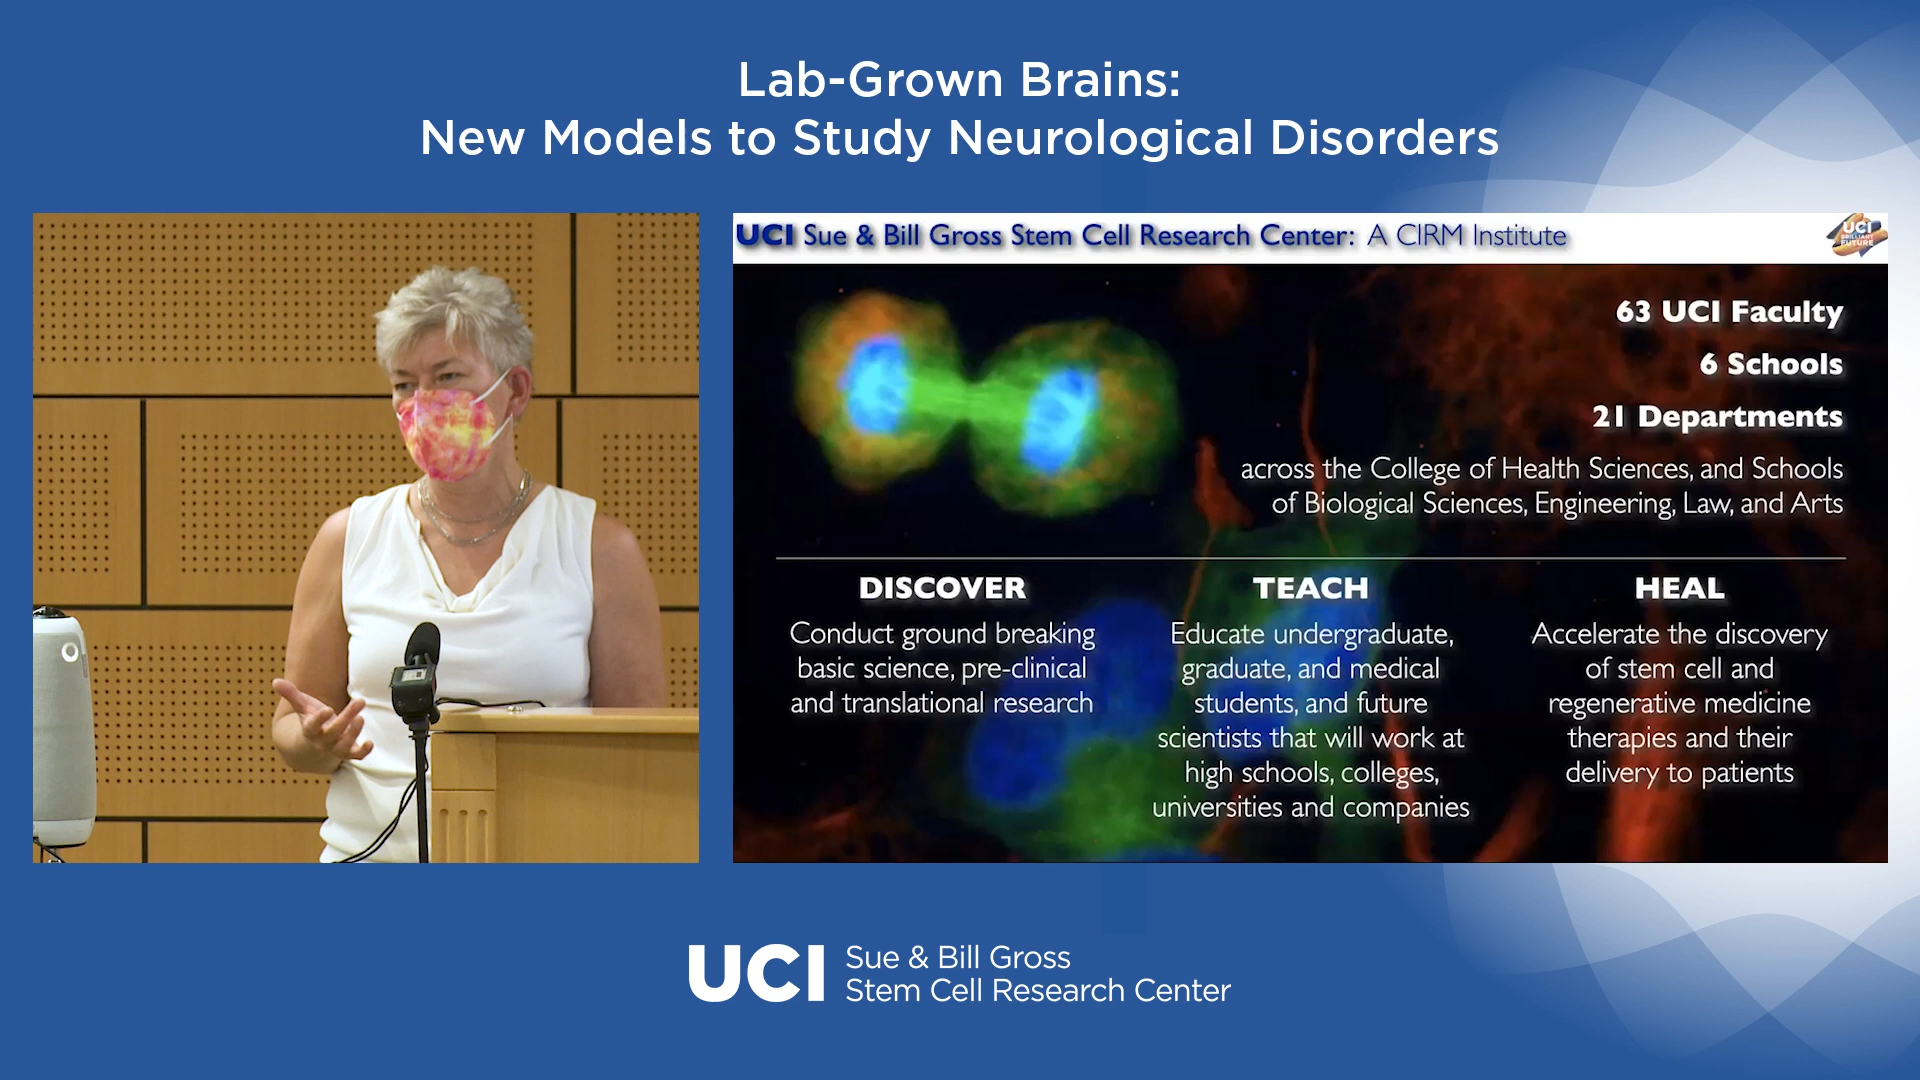 Lab-Grown Brains:
New Models to Study Neurological Disorders
UCI Sue & Bill Gross Stem Cell Research Center: A CIRM Institute
UCI
BRILLIANT
FUTURE
63 UCI Faculty
6 Schools
21 Departments
across the College of Health Sciences, and Schools
of Biological Sciences, Engineering, Law, and Arts
DISCOVER
Conduct ground breaking
basic science, pre-clinical
and translational research
TEACH
Educate undergraduate,
graduate, and medical
students, and future
scientists that will work at
high schools, colleges,
universities and companies
HEAL
Accelerate the discovery
of stem cell and
regenerative medicine
therapies and their
delivery to patients
UCI
Sue & Bill Gross
Stem Cell Research Center